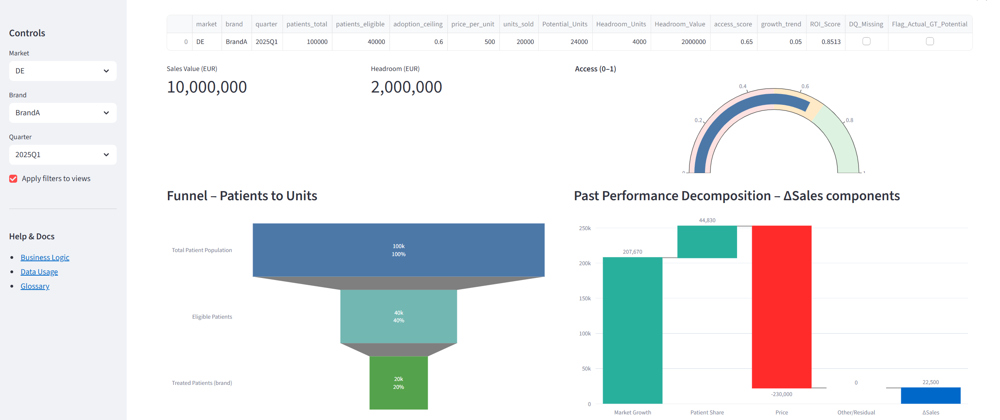 Controls
Market
DE
Brand
BrandA
Quarter
2025Q1
Apply filters to views
Help & Docs
Business Logic
Data Usage
Glossary
market brand quarter patients_total patients_eligible adoption_ceiling price_per_unit units_sold Potential_Units Headroom_Units Headroom_Value access_score growth_trend ROI_Score DQ_Missing Flag_Actual_GT_Potential
0 DE BrandA 2025Q1 100000 40000 0.6 500 20000 24000 4000 2000000 0.65 0.05 0.8513
Sales Value (EUR)
10,000,000
Headroom (EUR)
2,000,000
Access (0–1)
0.4 0.6
0.2 0.8
0 1
Funnel – Patients to Units
Total Patient Population
100k
100%
Eligible Patients
40k
40%
Treated Patients (brand)
20k
20%
Past Performance Decomposition – ΔSales components
250k
200k
150k
100k
50k
0
207,670
44,830
-230,000
0
22,500
Market Growth Patient Share Price Other/Residual ΔSales